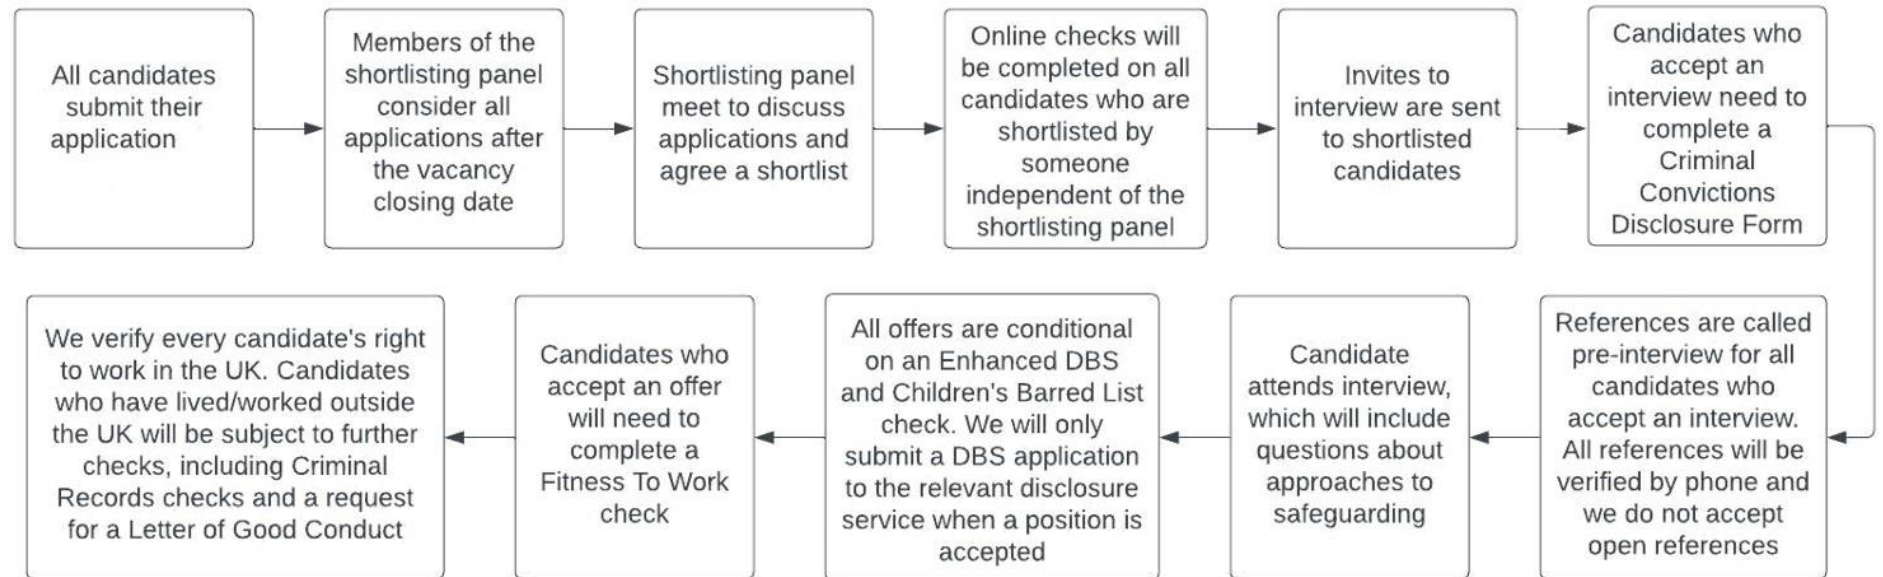 All candidates
submit their
application
Members of the
shortlisting panel
consider all
applications after
the vacancy
closing date
Shortlisting panel
meet to discuss
applications and
agree a shortlist
Online checks will
be completed on all
candidates who are
shortlisted by
someone
independent of the
shortlisting panel
Invites to
interview are sent
to shortlisted
candidates
Candidates who
accept an
interview need to
complete a
Criminal
Convictions
Disclosure Form
References are called
pre-interview for all
candidates who
accept an interview.
All references will be
verified by phone and
we do not accept
open references
Candidate
attends interview,
which will include
questions about
approaches to
safeguarding
All offers are conditional
on an Enhanced DBS
and Children's Barred List
check. We will only
submit a DBS application
to the relevant disclosure
service when a position is
accepted
Candidates who
accept an offer
will need to
complete a
Fitness To Work
check
We verify every candidate's right
to work in the UK. Candidates
who have lived/worked outside
the UK will be subject to further
checks, including Criminal
Records checks and a request
for a Letter of Good Conduct